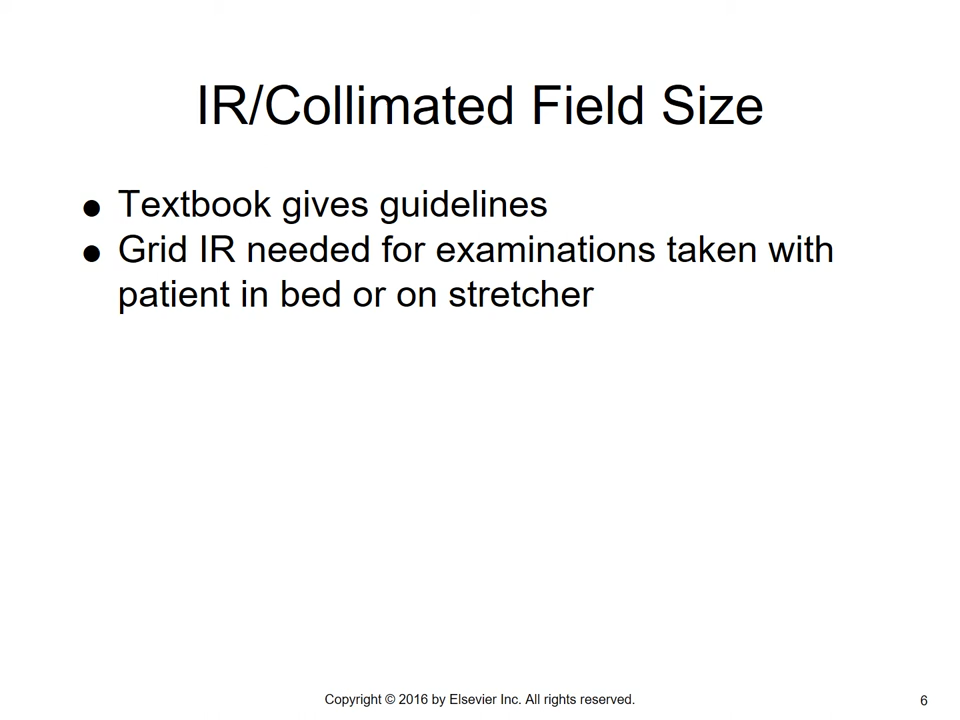 IR/Collimated Field Size
● Textbook gives guidelines
● Grid IR needed for examinations taken with
patient in bed or on stretcher
Copyright © 2016 by Elsevier Inc. All rights reserved.
6